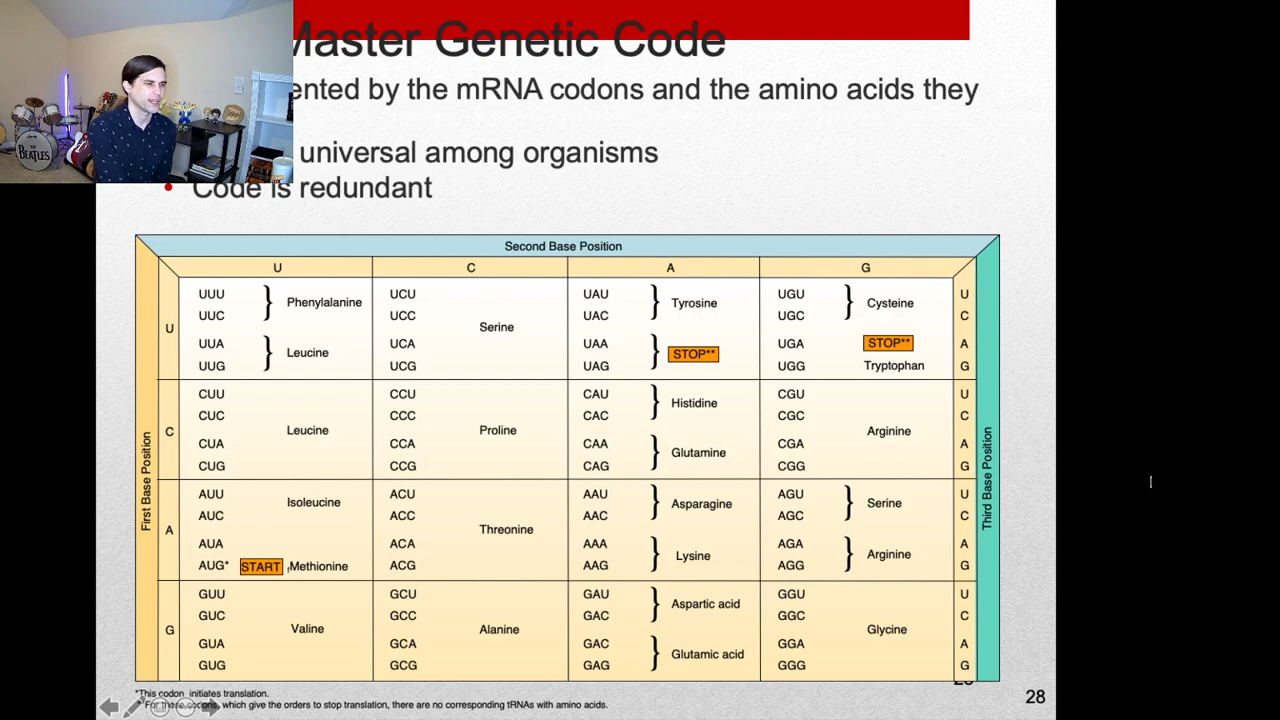 Master Genetic Code
ented by the mRNA codons and the amino acids they
universal among organisms
• Code is redundant
THE
BEATLES
Second Base Position
U C A G
First Base Position
Third Base Position
U
UUU
UUC
Phenylalanine
UUA
UUG
Leucine
UCU
UCC
UCA
UCG
Serine
UAU
UAC
Tyrosine
UAA
UAG
STOP**
UGU
UGC
Cysteine
UGA STOP**
UGG Tryptophan
U
C
A
G
C
CUU
CUC
CUA
CUG
Leucine
CCU
CCC
CCA
CCG
Proline
CAU
CAC
Histidine
CAA
CAG
Glutamine
CGU
CGC
CGA
CGG
Arginine
U
C
A
G
A
AUU
AUC
AUA
Isoleucine
AUG* START Methionine
ACU
ACC
ACA
ACG
Threonine
AAU
AAC
Asparagine
AAA
AAG
Lysine
AGU
AGC
Serine
AGA
AGG
Arginine
U
C
A
G
G
GUU
GUC
GUA
GUG
Valine
GCU
GCC
GCA
GCG
Alanine
GAU
GAC
Aspartic acid
GAC
GAG
Glutamic acid
GGU
GGC
GGA
GGG
Glycine
U
C
A
G
*This codon initiates translation.
For these codons, which give the orders to stop translation, there are no corresponding tRNAs with amino acids.
28